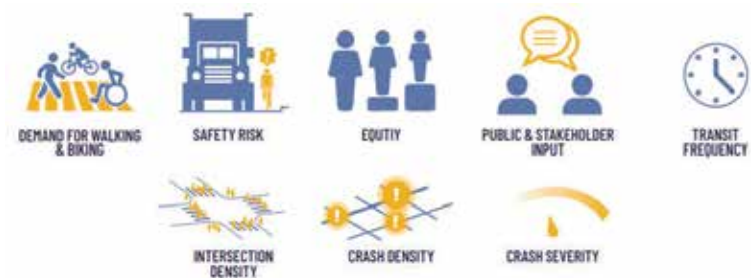 DEMAND FOR WALKING
& BIKING
SAFETY RISK
EQUTIY
PUBLIC & STAKEHOLDER
INPUT
TRANSIT
FREQUENCY
INTERSECTION
DENSITY
CRASH DENSITY
CRASH SEVERITY